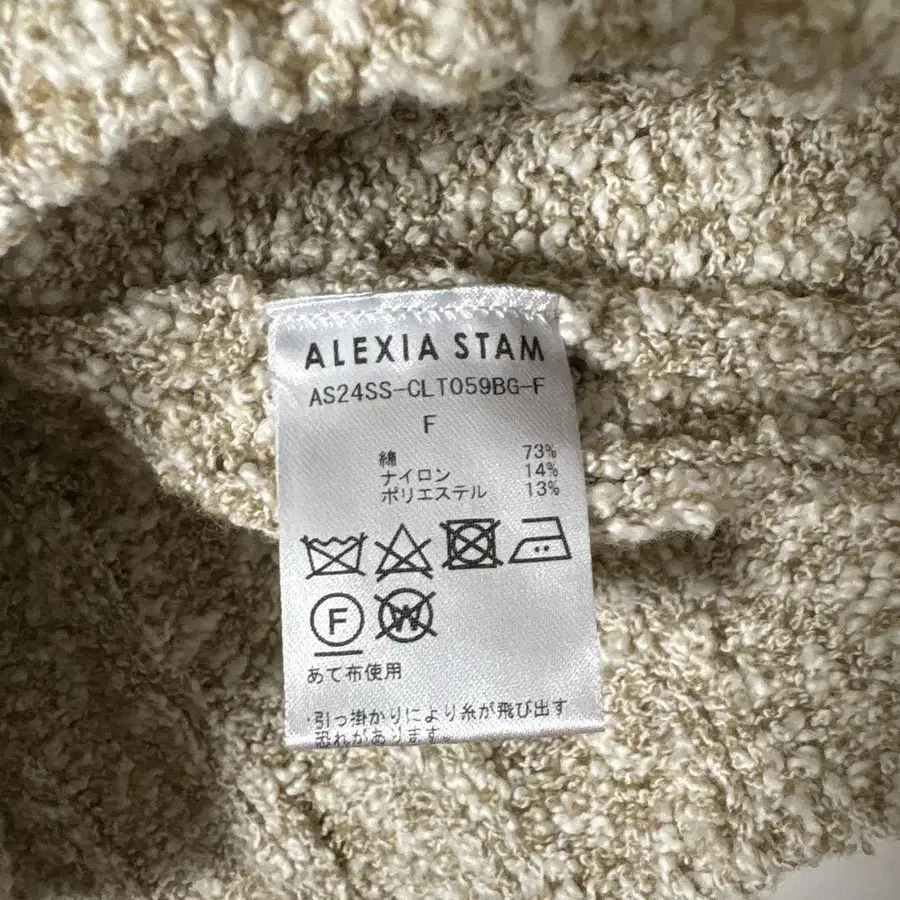 ALEXIA STAM
AS24SS-CLT059BG-F
F
綿 73%
ナイロン 14%
ポリエステル 13%
F W
あて布使用
・引っ掛かりにより糸が飛び出す
恐れがあります。